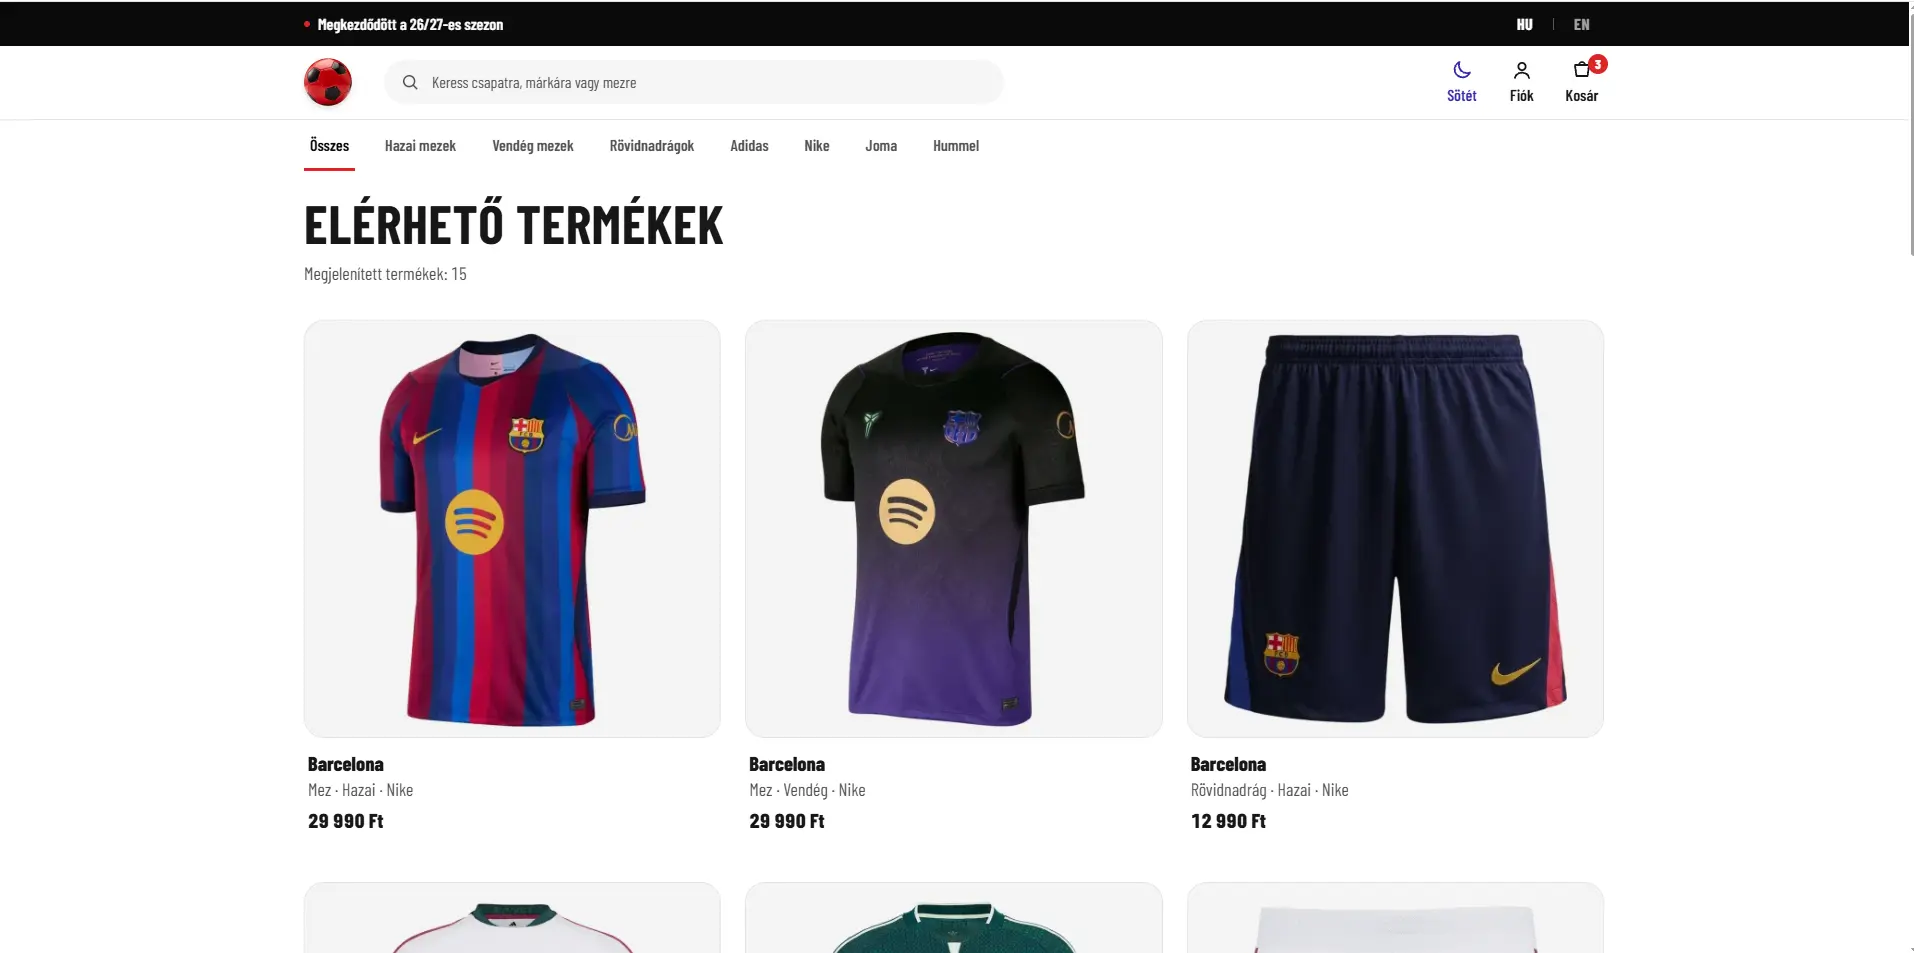 Megkezdődött a 26/27-es szezon
HU
EN
Keress csapatra, márkára vagy mezre
Sötét
Fiók
3
Kosár
Összes
Hazai mezek
Vendég mezek
Rövidnadrágok
Adidas
Nike
Joma
Hummel
ELÉRHETŐ TERMÉKEK
Megjelenített termékek: 15
FCB
FCB
Barcelona
Mez · Hazai · Nike
29 990 Ft
Barcelona
Mez · Vendég · Nike
29 990 Ft
Barcelona
Rövidnadrág · Hazai · Nike
12 990 Ft